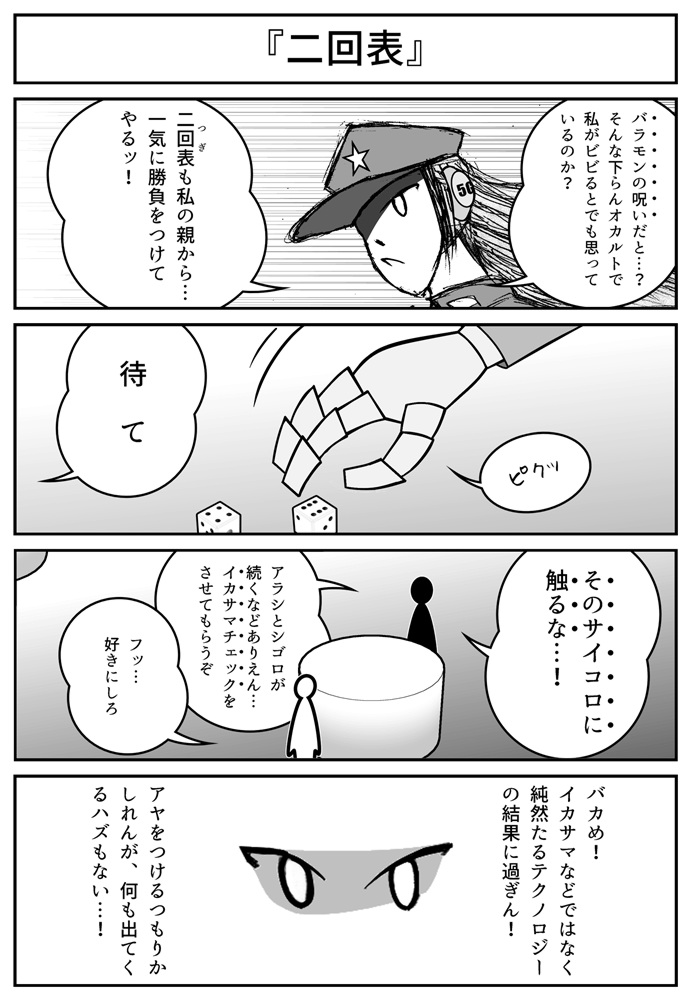 『二回表』
バラモンの呪いだと…?
そんな下らんオカルトで
私がビビるとでも思って
いるのか?
50
二回表も私の親から…
つぎ
一気に勝負をつけて
やるッ!
待て
ピクッ
そのサイコロに
触るな…!
アラシとシゴロが
続くなどありえん…
イカサマチェックを
させてもらうぞ
フッ…
好きにしろ
バカめ!
イカサマなどではなく
純然たるテクノロジー
の結果に過ぎん!
アヤをつけるつもりか
しれんが、何も出てく
るハズもない…!